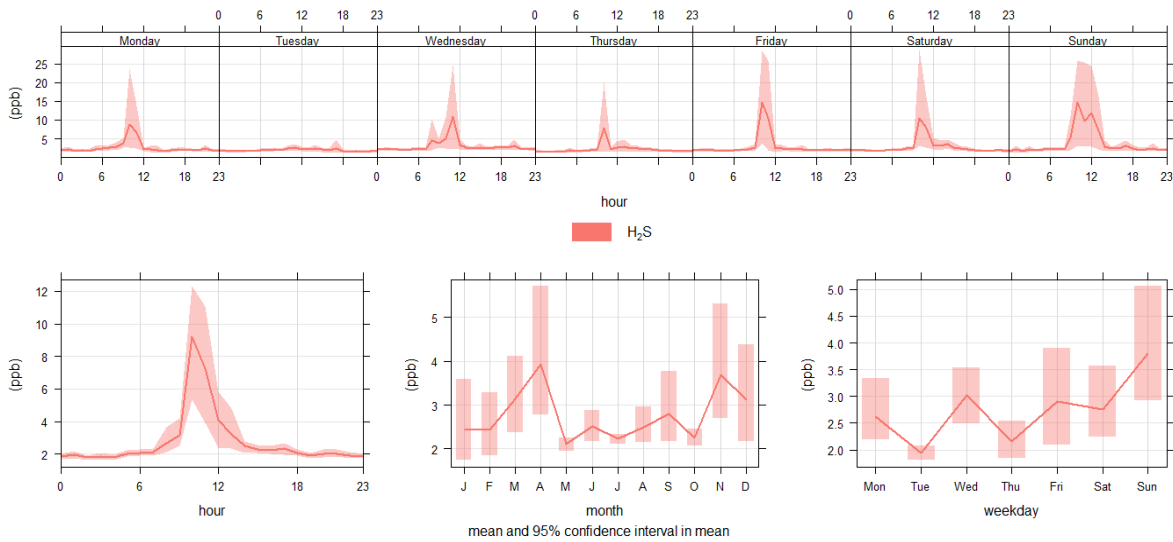 0 6 12 18 23 0 6 12 18 23 0 6 12 18 23
Monday Tuesday Wednesday Thursday Friday Saturday Sunday
25
20
15
10
5
(ppb)
0 6 12 18 23 0 6 12 18 23 0 6 12 18 23 0 6 12 18 23
hour
H₂S
12
10
8
6
4
2
(ppb)
0 6 12 18 23
hour
5
4
3
2
(ppb)
J F M A M J J A S O N D
month
5.0
4.5
4.0
3.5
3.0
2.5
2.0
(ppb)
Mon Tue Wed Thu Fri Sat Sun
weekday
mean and 95% confidence interval in mean